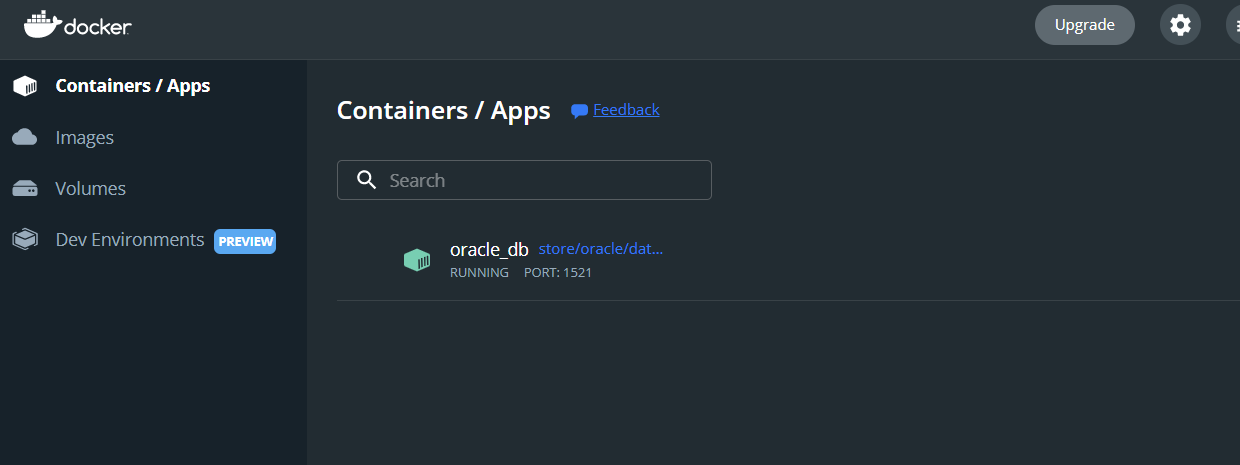 docker
Upgrade
Containers / Apps
Images
Volumes
Dev Environments PREVIEW
Containers / Apps Feedback
Search
oracle_db store/oracle/dat...
RUNNING PORT: 1521